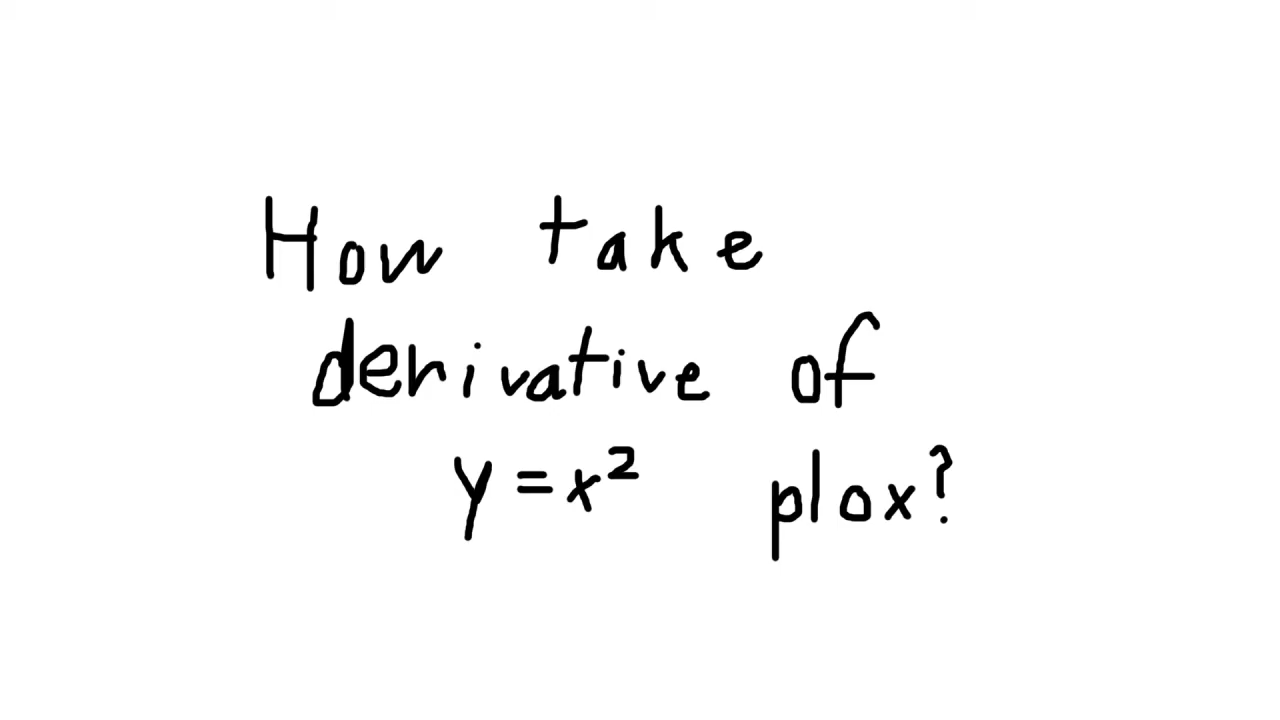 How take
derivative of
y = x² plox?